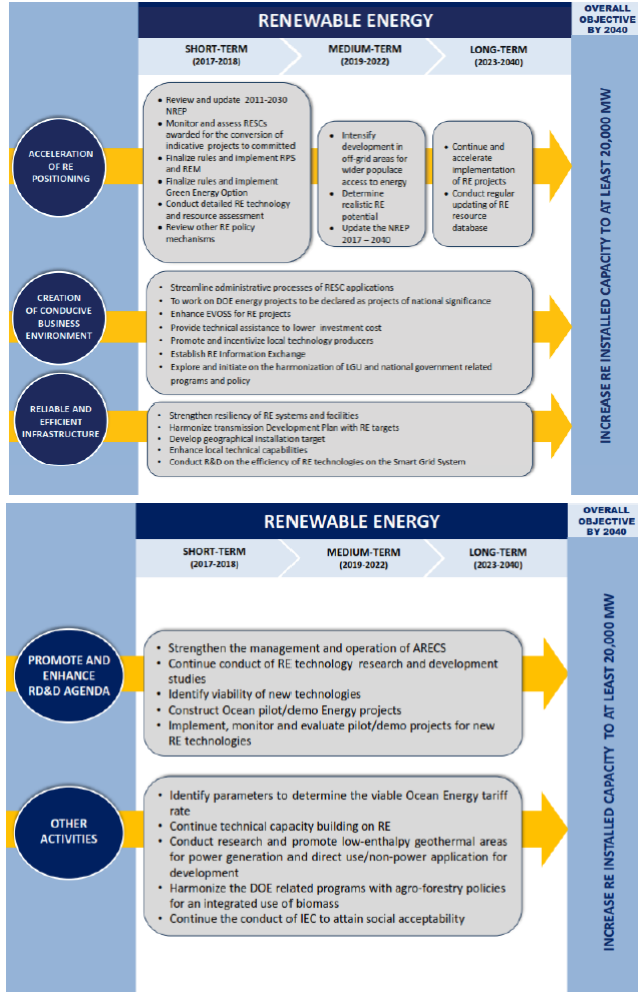 RENEWABLE ENERGY
OVERALL
OBJECTIVE
BY 2040
SHORT-TERM
(2017-2018)
MEDIUM-TERM
(2019-2022)
LONG-TERM
(2023-2040)
ACCELERATION
OF RE
POSITIONING
• Review and update 2011-2030
NREP
• Monitor and assess RESCs
awarded for the conversion of
indicative projects to committed
• Finalize rules and implement RPS
and REM
• Finalize rules and implement
Green Energy Option
• Conduct detailed RE technology
and resource assessment
• Review other RE policy
mechanisms
• Intensify
development in
off-grid areas for
wider populace
access to energy
• Determine
realistic RE
potential
• Update the NREP
2017 – 2040
• Continue and
accelerate
implementation
of RE projects
• Conduct regular
updating of RE
resource
database
CREATION OF
CONDUCIVE
BUSINESS
ENVIRONMENT
• Streamline administrative processes of RESC applications
• To work on DOE energy projects to be declared as projects of national significance
• Enhance EVOSS for RE projects
• Provide technical assistance to lower investment cost
• Promote and incentivize local technology producers
• Establish RE Information Exchange
• Explore and initiate on the harmonization of LGU and national government related
programs and policy
RELIABLE AND
EFFICIENT
INFRASTRUCTURE
• Strengthen resiliency of RE systems and facilities
• Harmonize transmission Development Plan with RE targets
• Develop geographical installation target
• Enhance local technical capabilities
• Conduct R&D on the efficiency of RE technologies on the Smart Grid System
INCREASE RE INSTALLED CAPACITY TO AT LEAST 20,000 MW
RENEWABLE ENERGY
OVERALL
OBJECTIVE
BY 2040
SHORT-TERM
(2017-2018)
MEDIUM-TERM
(2019-2022)
LONG-TERM
(2023-2040)
PROMOTE AND
ENHANCE
RD&D AGENDA
• Strengthen the management and operation of ARECS
• Continue conduct of RE technology research and development
studies
• Identify viability of new technologies
• Construct Ocean pilot/demo Energy projects
• Implement, monitor and evaluate pilot/demo projects for new
RE technologies
OTHER
ACTIVITIES
• Identify parameters to determine the viable Ocean Energy tariff
rate
• Continue technical capacity building on RE
• Conduct research and promote low-enthalpy geothermal areas
for power generation and direct use/non-power application for
development
• Harmonize the DOE related programs with agro-forestry policies
for an integrated use of biomass
• Continue the conduct of IEC to attain social acceptability
INCREASE RE INSTALLED CAPACITY TO AT LEAST 20,000 MW